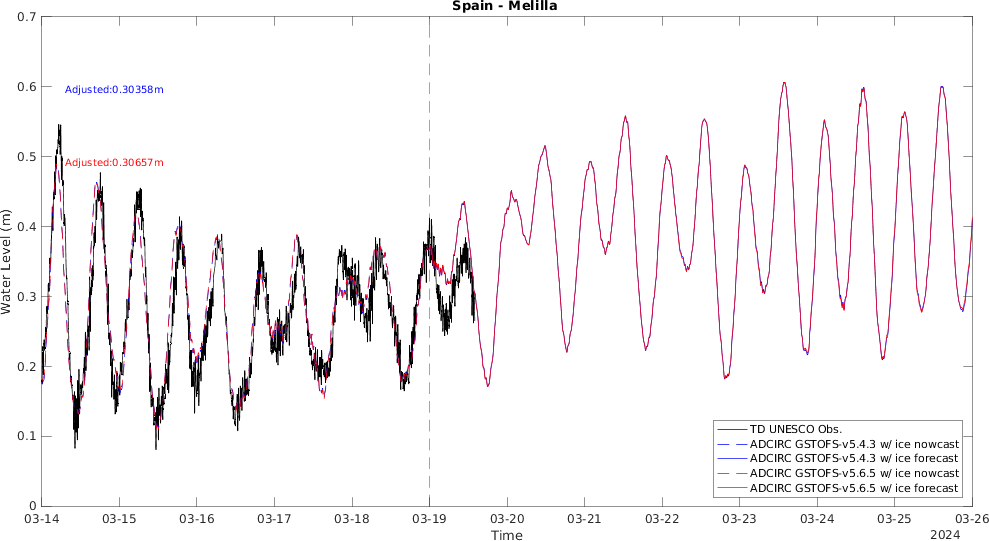 Spain - Melilla
0.7
0.6
0.5
0.4
0.3
0.2
0.1
0
Water Level (m)
Adjusted:0.30358m
Adjusted:0.30657m
TD UNESCO Obs.
ADCIRC GSTOFS-v5.4.3 w/ ice nowcast
ADCIRC GSTOFS-v5.4.3 w/ ice forecast
ADCIRC GSTOFS-v5.6.5 w/ ice nowcast
ADCIRC GSTOFS-v5.6.5 w/ ice forecast
03-14 03-15 03-16 03-17 03-18 03-19 03-20 03-21 03-22 03-23 03-24 03-25 03-26
Time
2024